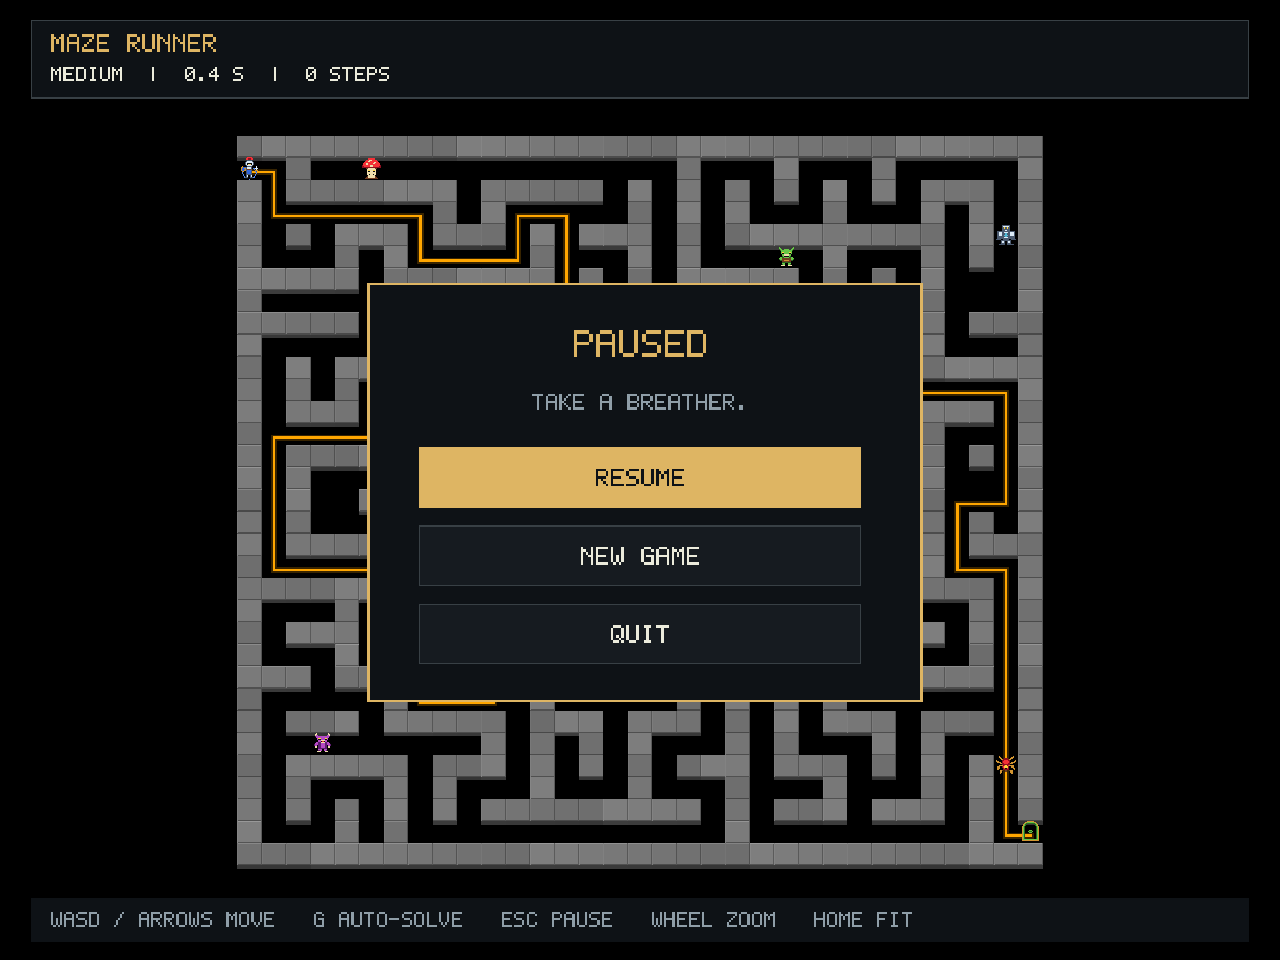 MAZE RUNNER
MEDIUM | 0.4 S | 0 STEPS
PAUSED
TAKE A BREATHER.
RESUME
NEW GAME
QUIT
WASD / ARROWS MOVE G AUTO-SOLVE ESC PAUSE WHEEL ZOOM HOME FIT